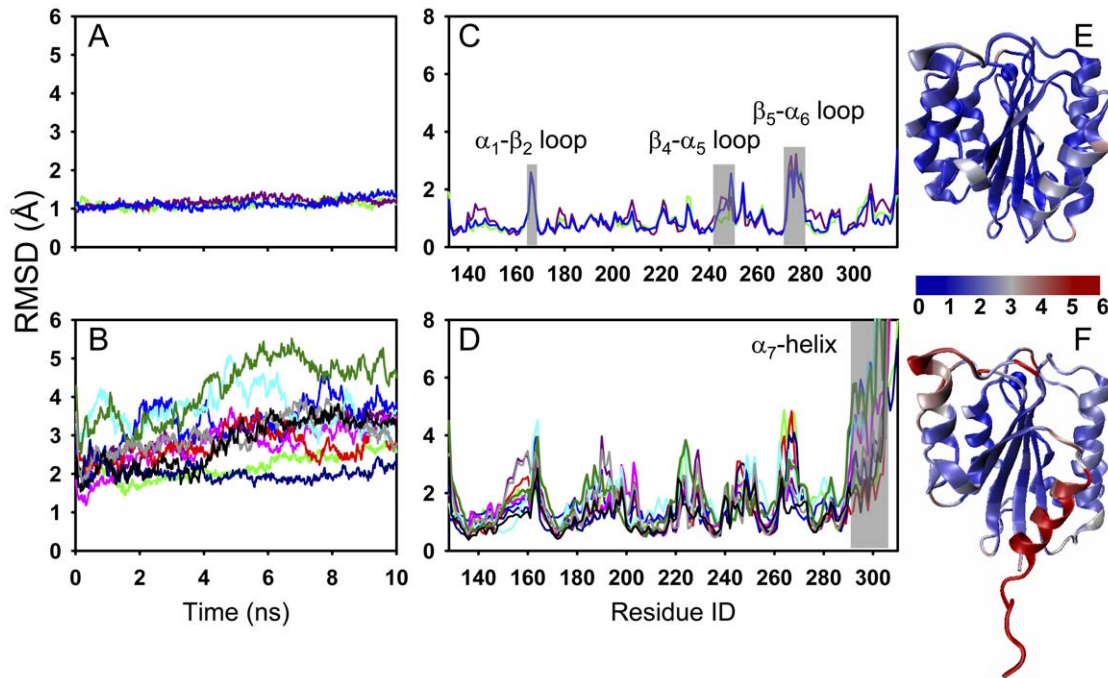 A
6
5
4
3
2
1
0
RMSD (Å)
B
6
5
4
3
2
1
0
0 2 4 6 8 10
Time (ns)
C
8
6
4
2
0
α1-β2 loop
β4-α5 loop
β5-α6 loop
140 160 180 200 220 240 260 280 300
D
8
6
4
2
0
α7-helix
140 160 180 200 220 240 260 280 300
Residue ID
E
0 1 2 3 4 5 6
F